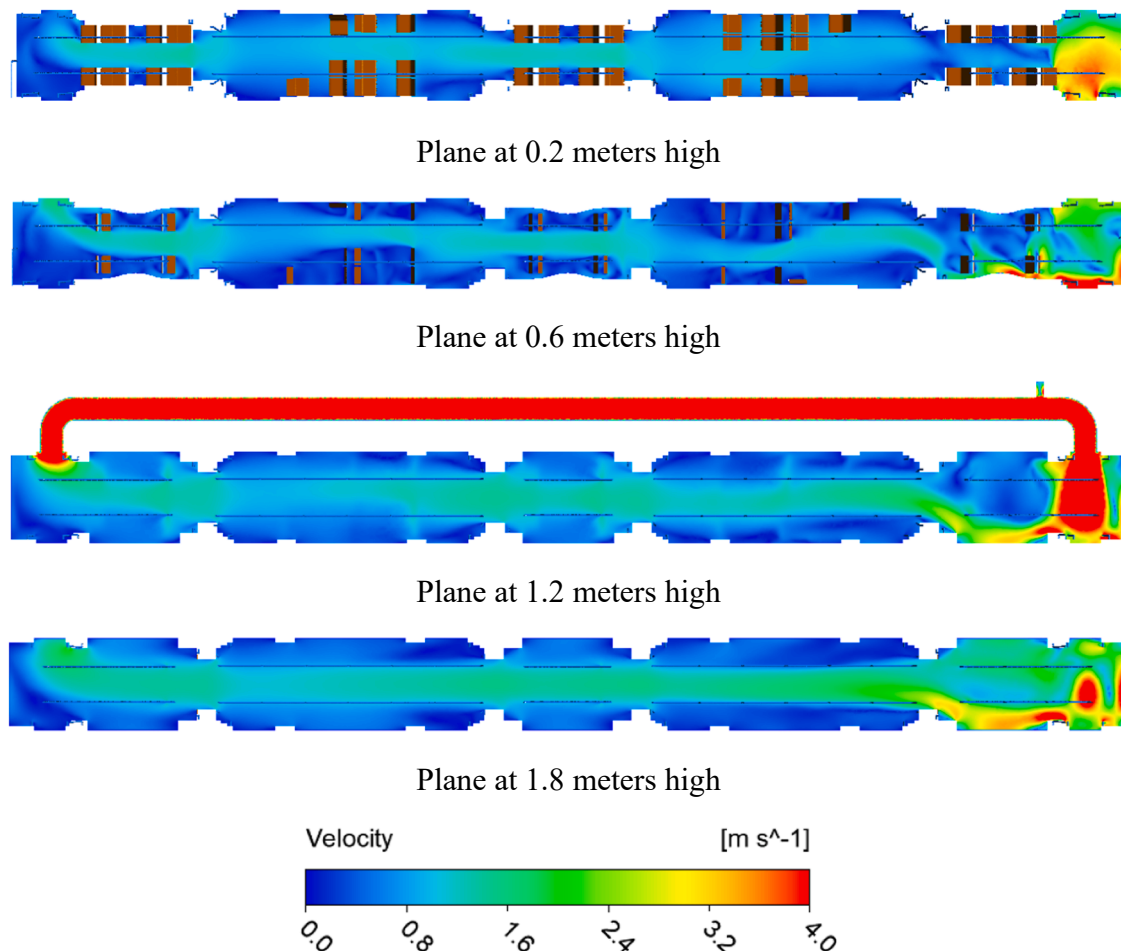 Plane at 0.2 meters high
Plane at 0.6 meters high
Plane at 1.2 meters high
Plane at 1.8 meters high
Velocity [m s^-1]
0.0 0.8 1.6 2.4 3.2 4.0